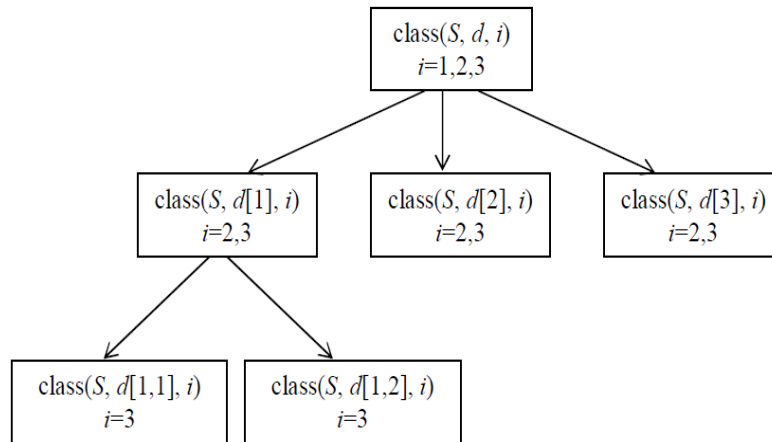 class(S, d, i)
i=1,2,3
class(S, d[1], i)
i=2,3
class(S, d[2], i)
i=2,3
class(S, d[3], i)
i=2,3
class(S, d[1,1], i)
i=3
class(S, d[1,2], i)
i=3